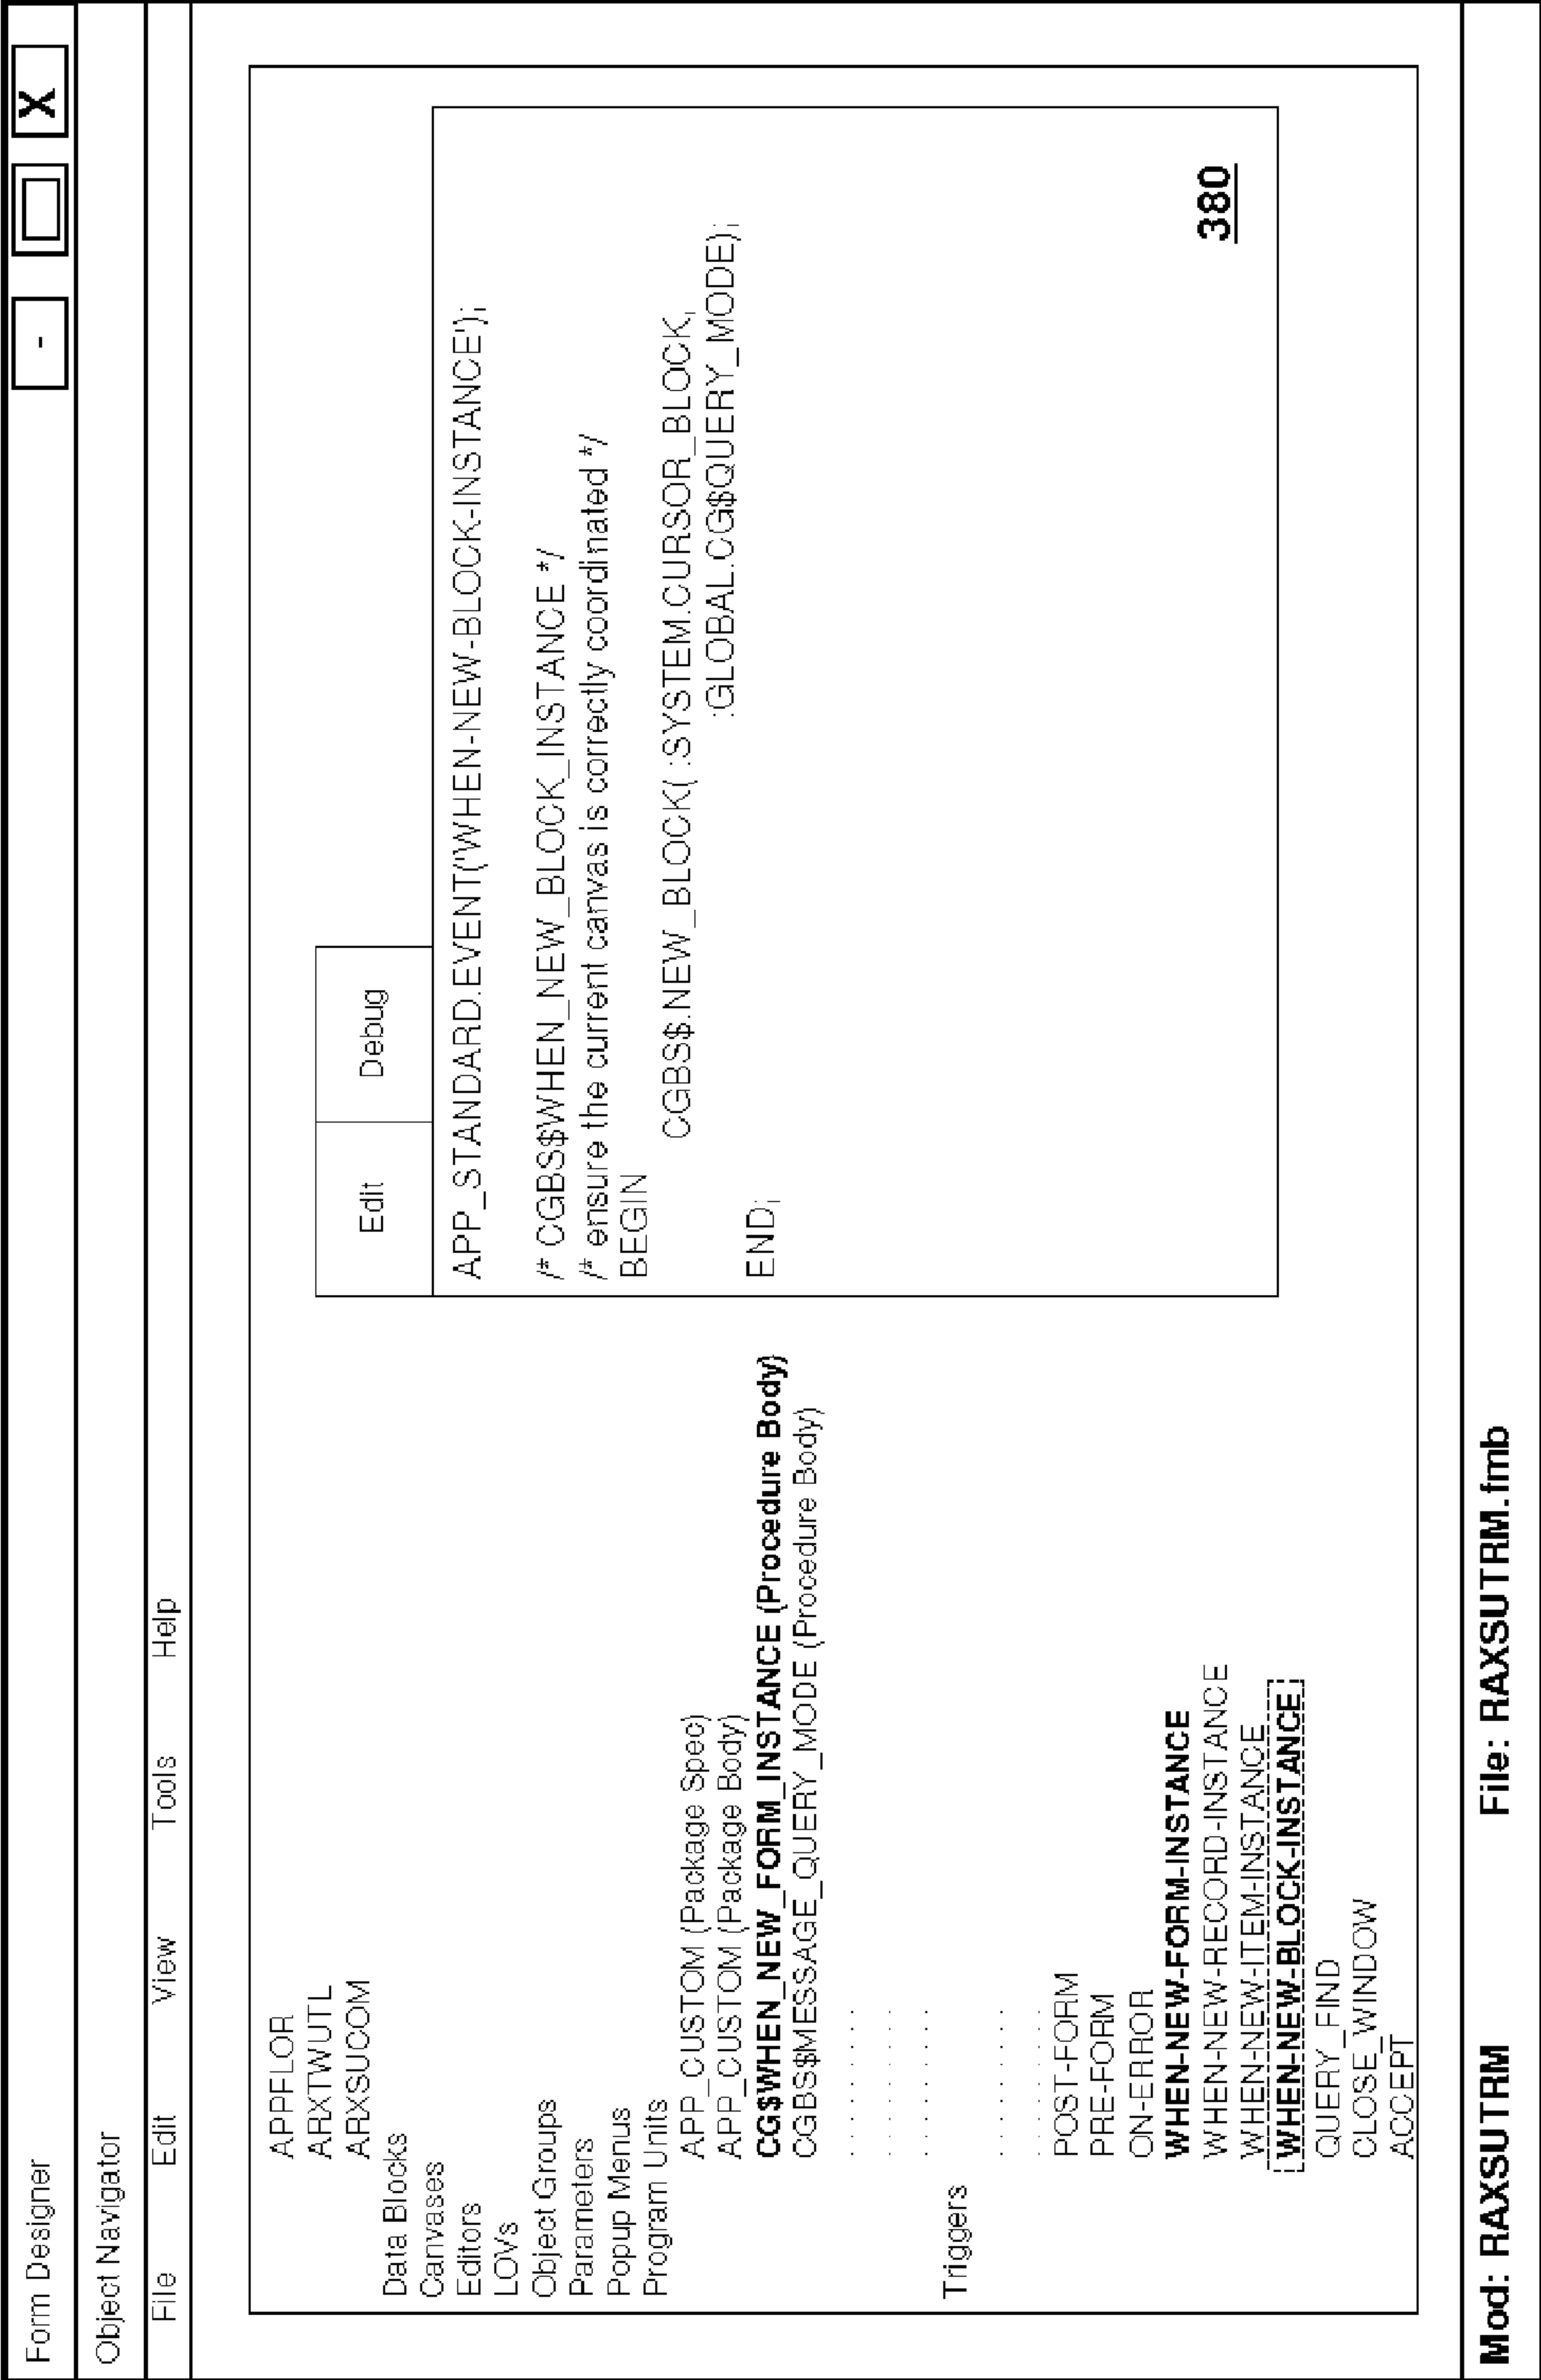 Form Designer
- X
Object Navigator
File Edit View Tools Help
APPFLOR
ARXTWUTL
ARXSUCOM
Data Blocks
Canvases
Editors
LOVs
Object Groups
Parameters
Popup Menus
Program Units
APP_CUSTOM (Package Spec)
APP_CUSTOM (Package Body)
CG$WHEN_NEW_FORM_INSTANCE (Procedure Body)
CGBS$MESSAGE_QUERY_MODE (Procedure Body)
. . . . . . . .
. . . . . . . .
. . . . . . . .
Triggers
. . . . . . . .
. . . . . . . .
POST-FORM
PRE-FORM
ON-ERROR
WHEN-NEW-FORM-INSTANCE
WHEN-NEW-RECORD-INSTANCE
WHEN-NEW-ITEM-INSTANCE
WHEN-NEW-BLOCK-INSTANCE
QUERY_FIND
CLOSE_WINDOW
ACCEPT
Edit Debug
APP_STANDARD.EVENT('WHEN-NEW-BLOCK-INSTANCE');
/* CGBS$WHEN_NEW_BLOCK_INSTANCE */
/* ensure the current canvas is correctly coordinated */
BEGIN
CGBS$.NEW_BLOCK( :SYSTEM.CURSOR_BLOCK,
:GLOBAL.CG$QUERY_MODE);
END;
380
Mod: RAXSUTRM File: RAXSUTRM.fmb